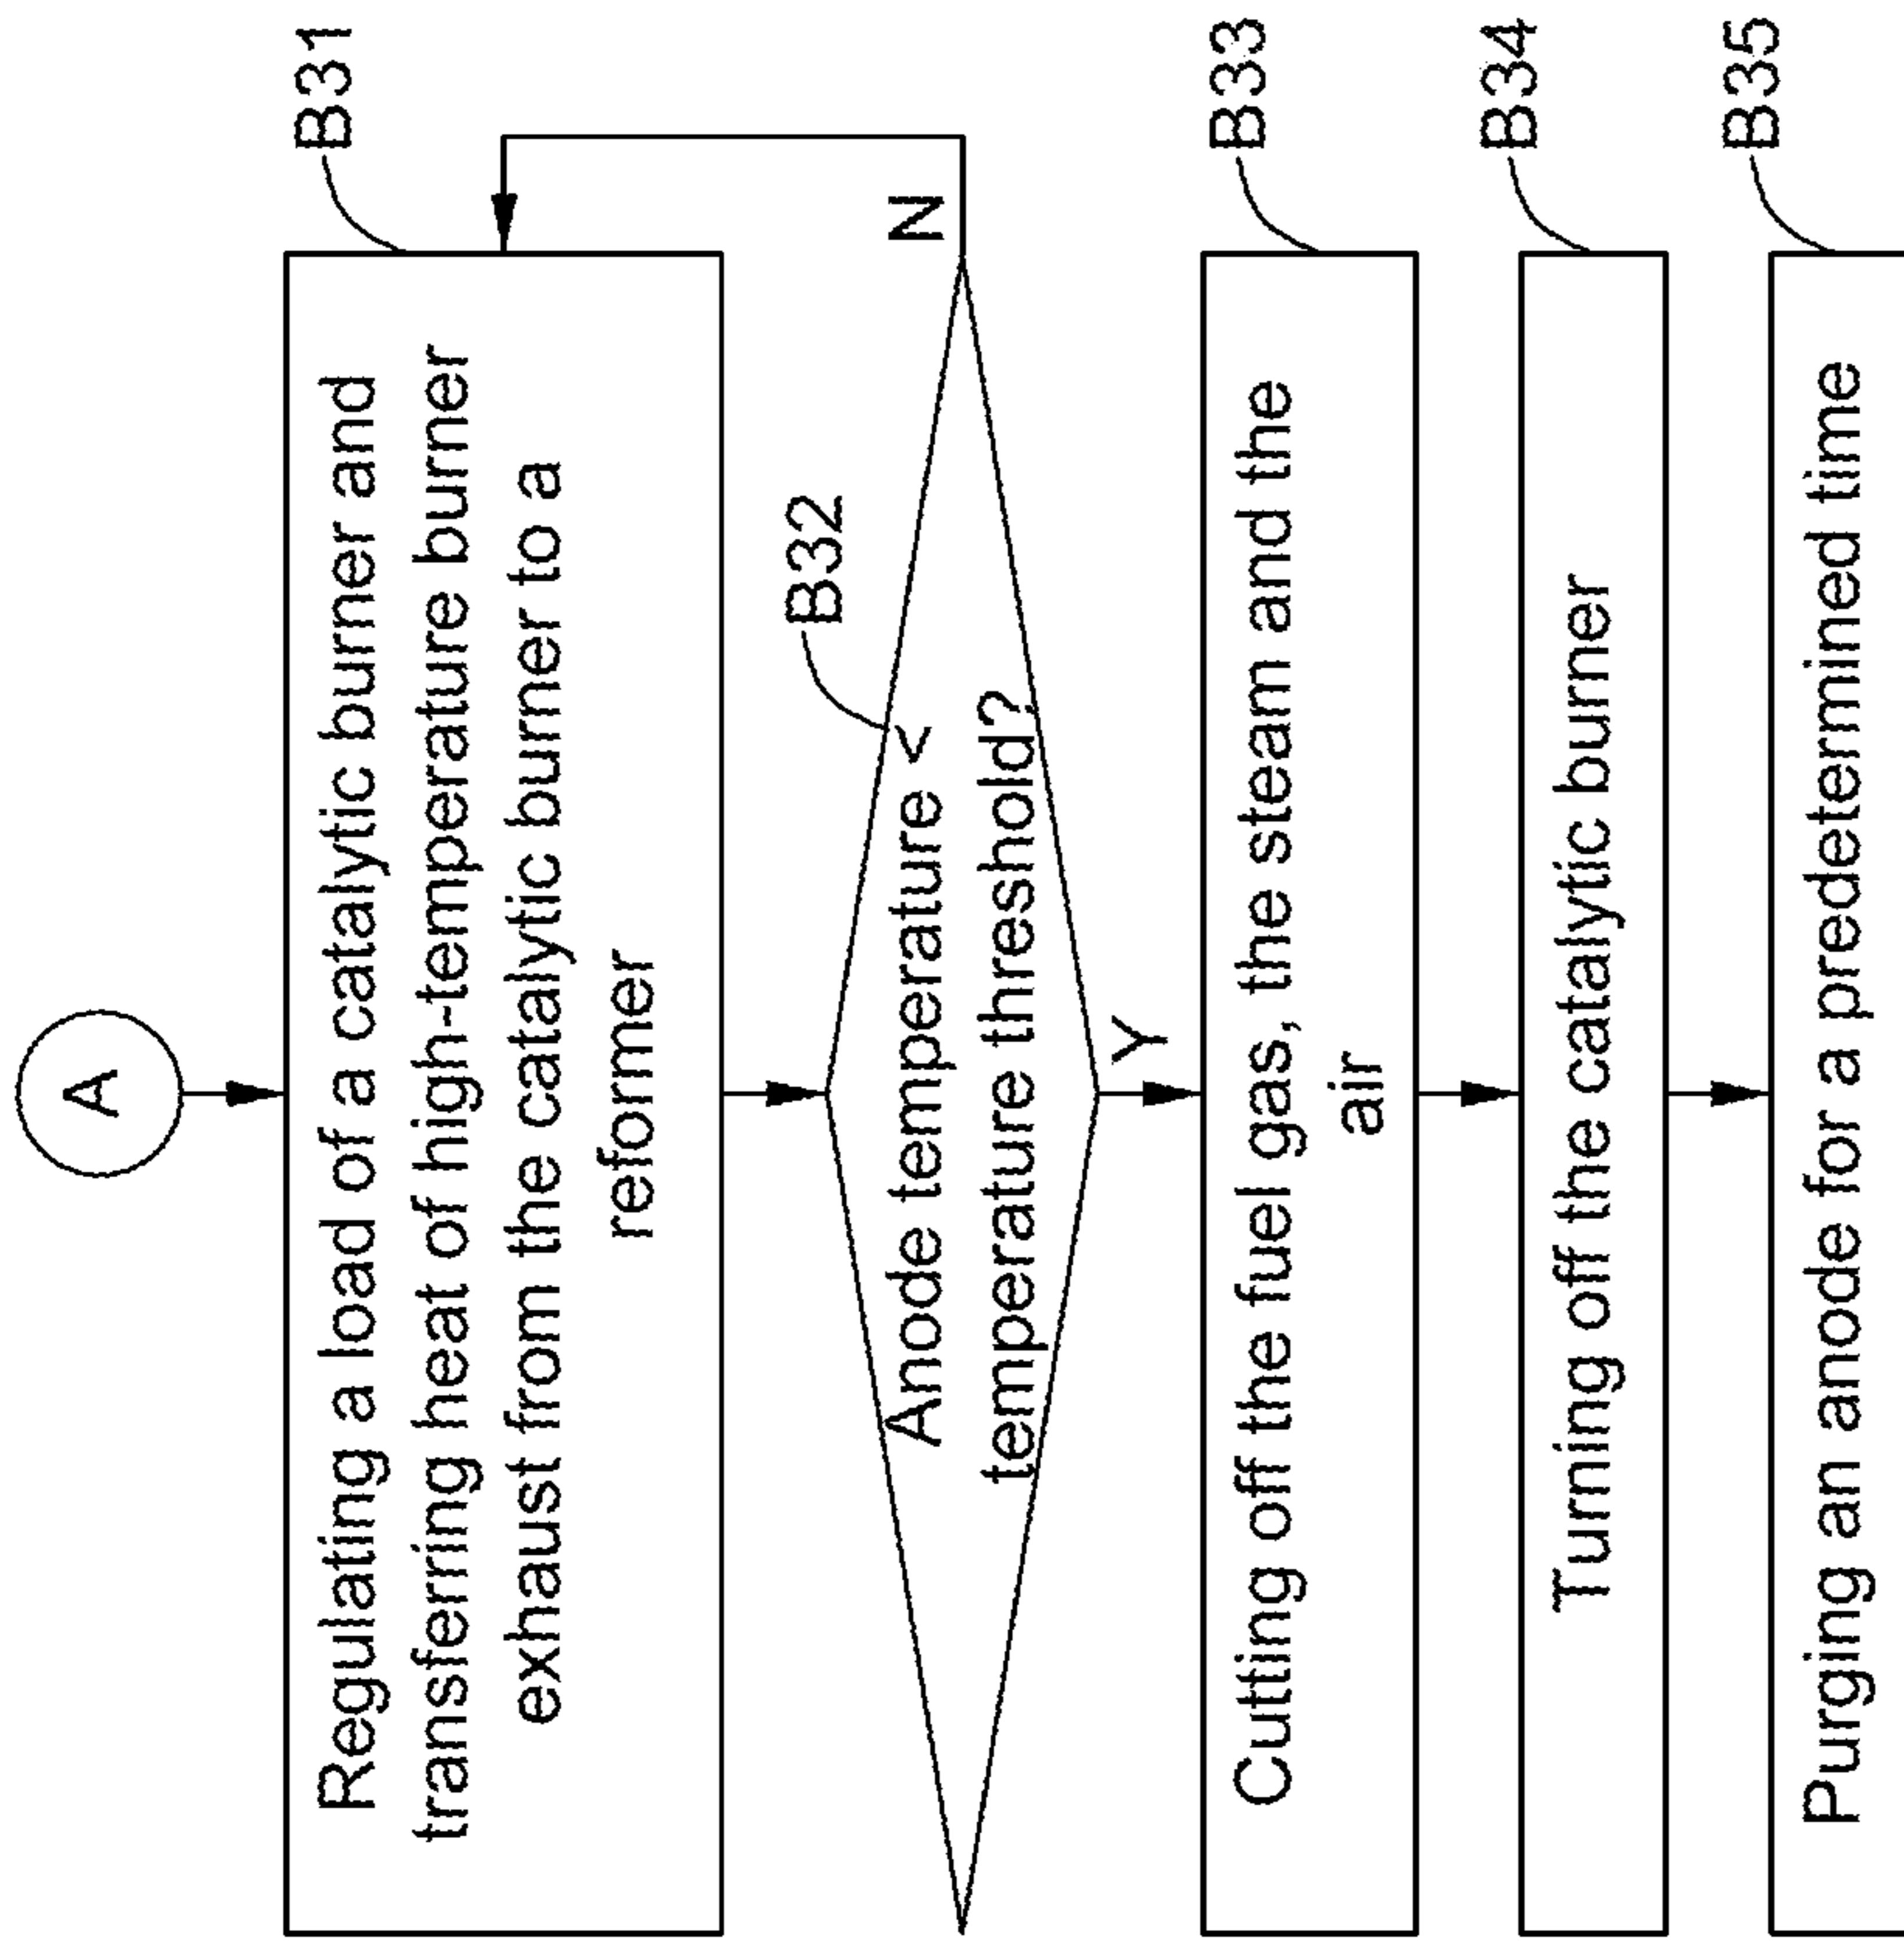 A
B31
Regulating a load of a catalytic burner and
transferring heat of high-temperature burner
exhaust from the catalytic burner to a
reformer
B32
Anode temperature <
temperature threshold?
N
Y
B33
Cutting off the fuel gas, the steam and the
air
B34
Turning off the catalytic burner
B35
Purging an anode for a predetermined time